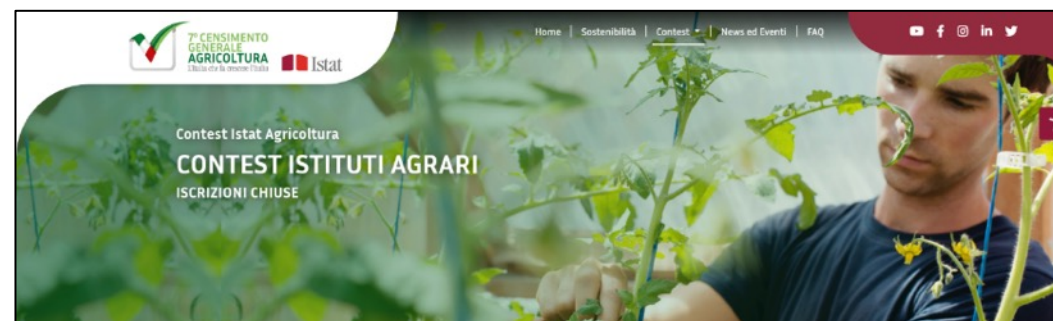 7° CENSIMENTO
GENERALE
AGRICOLTURA
L'Italia che fa crescere l'Italia
Istat
Home | Sostenibilità | Contest | News ed Eventi | FAQ
Contest Istat Agricoltura
CONTEST ISTITUTI AGRARI
ISCRIZIONI CHIUSE